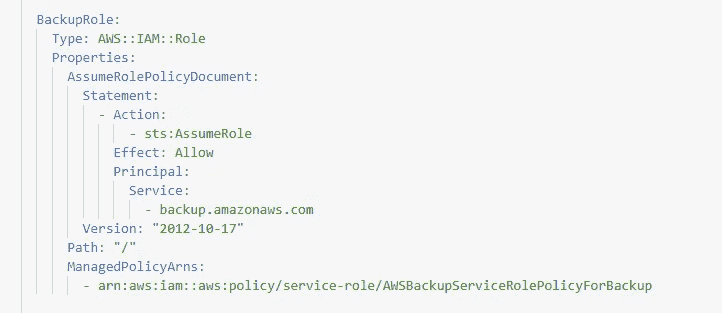 BackupRole:
Type: AWS::IAM::Role
Properties:
AssumeRolePolicyDocument:
Statement:
- Action:
- sts:AssumeRole
Effect: Allow
Principal:
Service:
- backup.amazonaws.com
Version: "2012-10-17"
Path: "/"
ManagedPolicyArns:
- arn:aws:iam::aws:policy/service-role/AWSBackupServiceRolePolicyForBackup